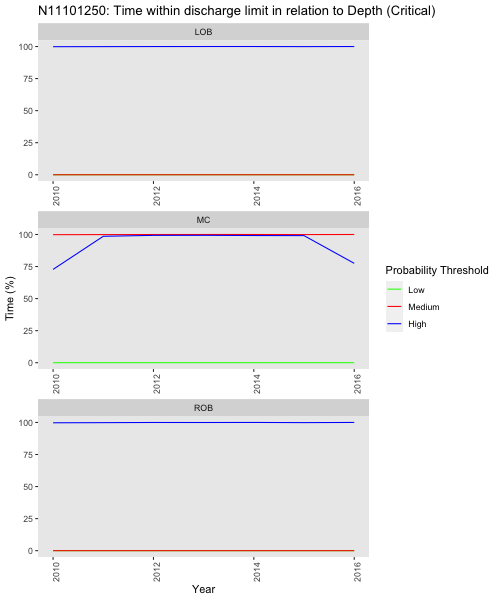 N11101250: Time within discharge limit in relation to Depth (Critical)
LOB
100
75
50
25
0
2010 2012 2014 2016
MC
100
75
50
25
0
2010 2012 2014 2016
ROB
100
75
50
25
0
2010 2012 2014 2016
Time (%)
Year
Probability Threshold
Low
Medium
High